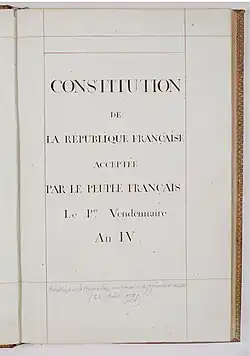 CONSTITUTION
DE
LA REPUBLIQUE FRANÇAISE
ACCEPTÉE
PAR LE PEUPLE FRANÇAIS
Le 1er Vendemiaire
An IV